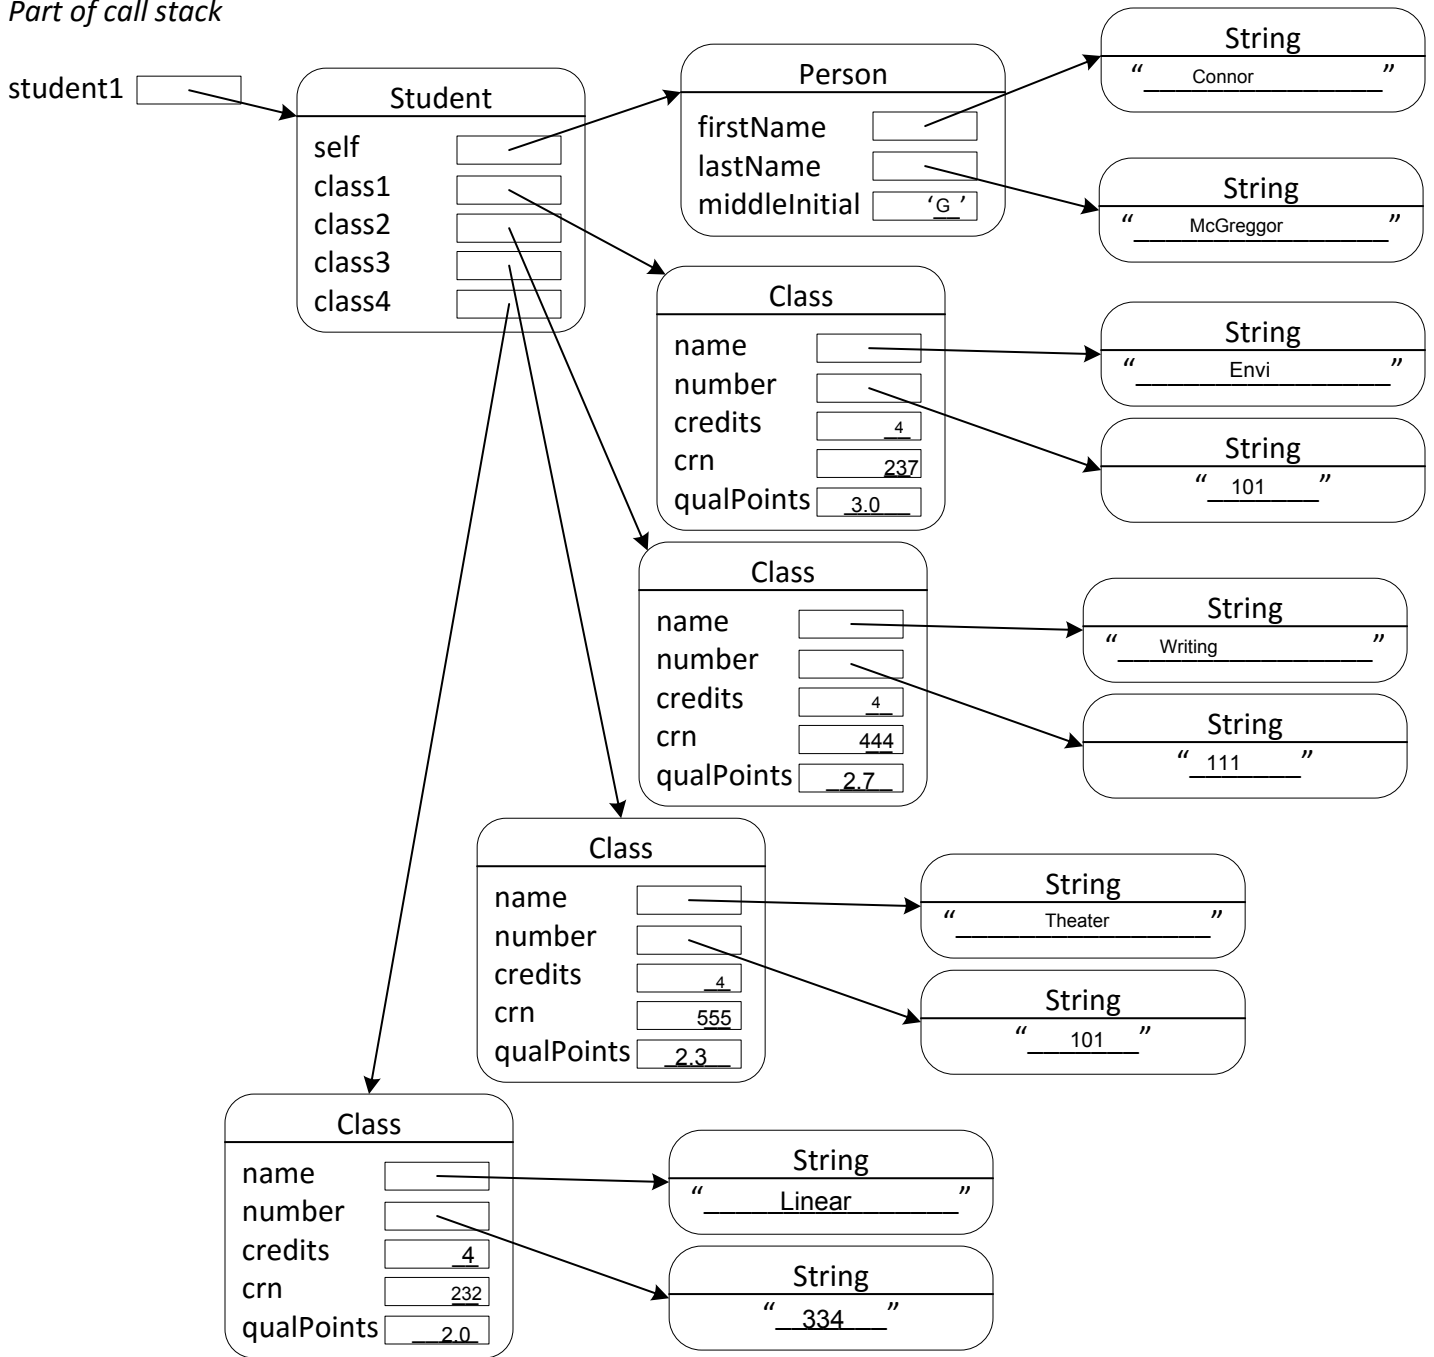 Part of call stack
student1
Student
self
class1
class2
class3
class4
Person
firstName
lastName
middleInitial ‘G’
String
“Connor”
String
“McGreggor”
Class
name
number
credits 4
crn 237
qualPoints 3.0
String
“Envi”
String
“101”
Class
name
number
credits 4
crn 444
qualPoints 2.7
String
“Writing”
String
“111”
Class
name
number
credits 4
crn 555
qualPoints 2.3
String
“Theater”
String
“101”
Class
name
number
credits 4
crn 232
qualPoints 2.0
String
“Linear”
String
“334”